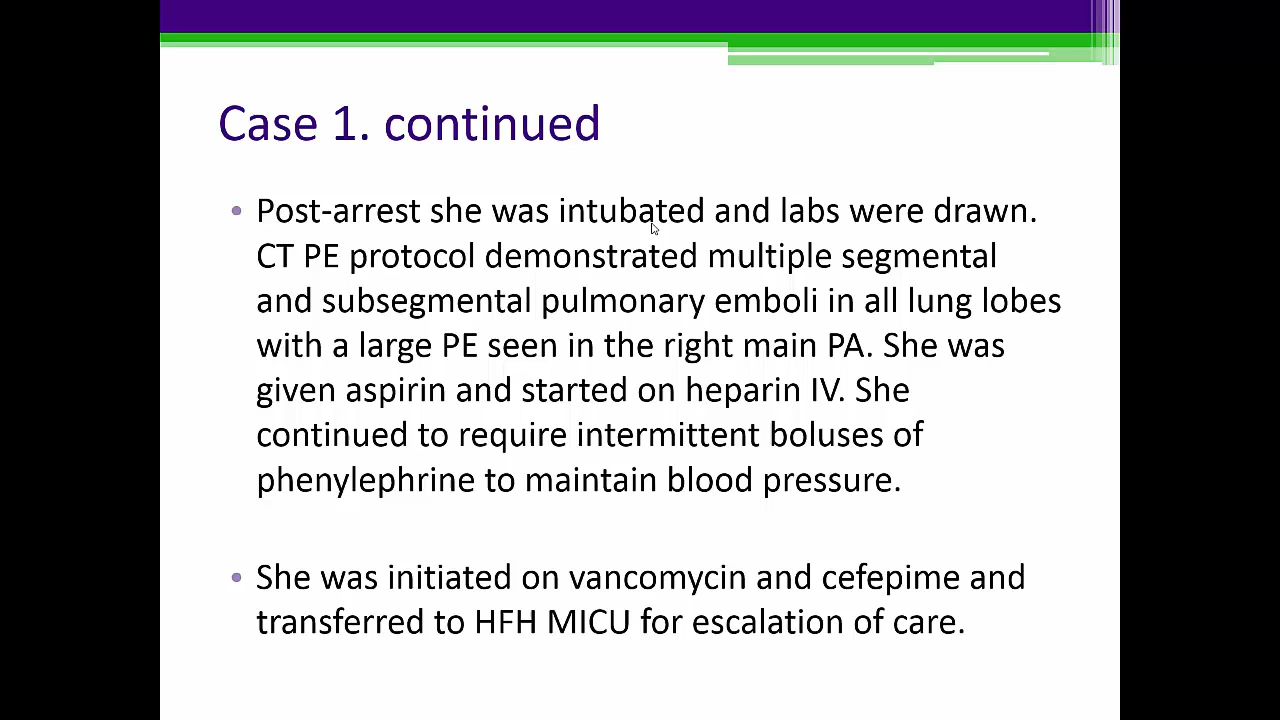 Case 1. continued
• Post-arrest she was intubated and labs were drawn.
CT PE protocol demonstrated multiple segmental
and subsegmental pulmonary emboli in all lung lobes
with a large PE seen in the right main PA. She was
given aspirin and started on heparin IV. She
continued to require intermittent boluses of
phenylephrine to maintain blood pressure.
• She was initiated on vancomycin and cefepime and
transferred to HFH MICU for escalation of care.